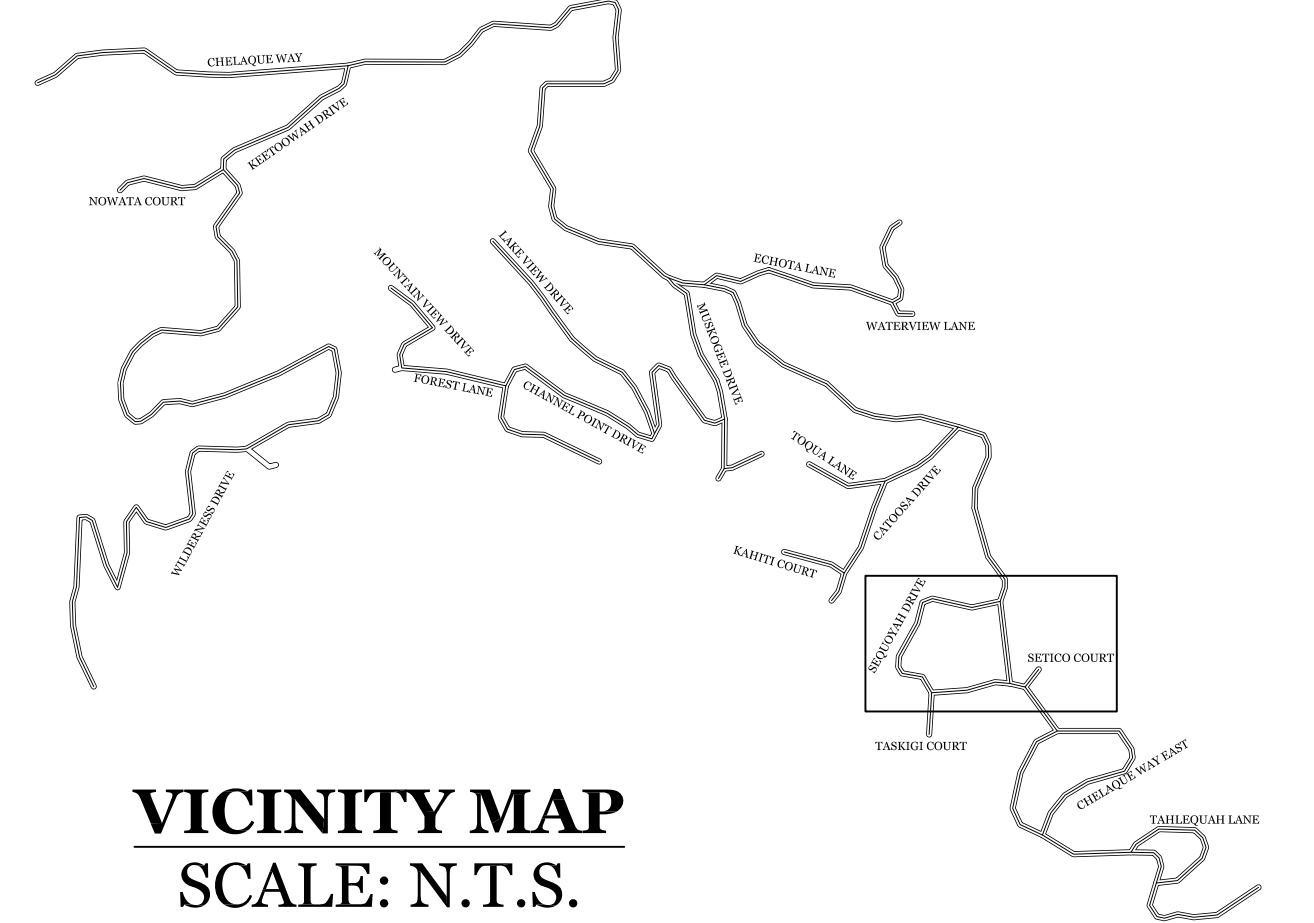 CHELAQUE WAY
KEETOOWAH DRIVE
NOWATA COURT
LAKE VIEW DRIVE
MOUNTAIN VIEW DRIVE
ECHOTA LANE
WATERVIEW LANE
MUSKOGEE DRIVE
FOREST LANE
CHANNEL POINT DRIVE
TOQUA LANE
CATOOSA DRIVE
WILDERNESS DRIVE
KAHITI COURT
SEQUOYAH DRIVE
SETICO COURT
TASKIGI COURT
CHELAQUE WAY EAST
TAHLEQUAH LANE
VICINITY MAP
SCALE: N.T.S.